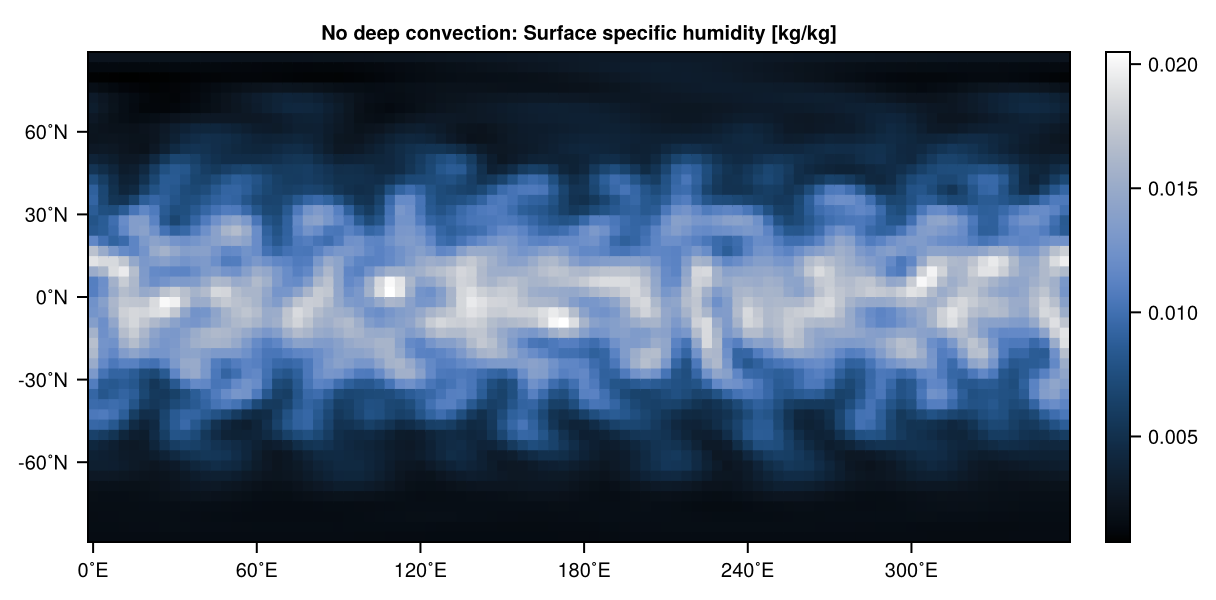 No deep convection: Surface specific humidity [kg/kg]
60˚N
30˚N
0˚N
-30˚N
-60˚N
0˚E
60˚E
120˚E
180˚E
240˚E
300˚E
0.020
0.015
0.010
0.005